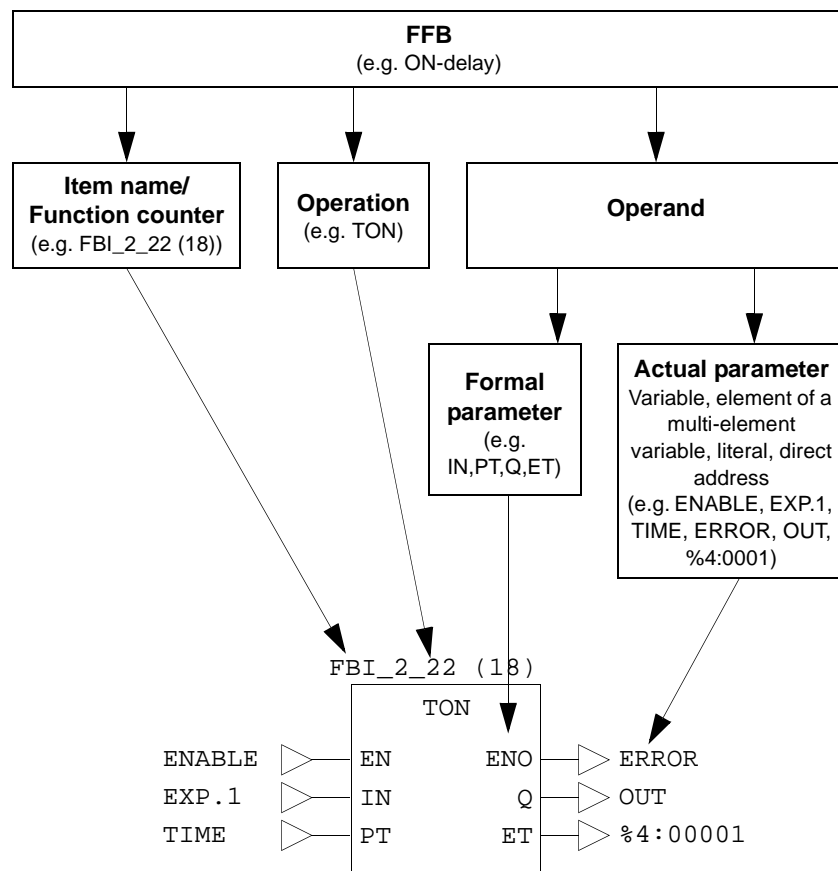 FFB
(e.g. ON-delay)
Item name/
Function counter
(e.g. FBI_2_22 (18))
Operation
(e.g. TON)
Operand
Formal
parameter
(e.g.
IN,PT,Q,ET)
Actual parameter
Variable, element of a
multi-element
variable, literal, direct
address
(e.g. ENABLE, EXP.1,
TIME, ERROR, OUT,
%4:0001)
FBI_2_22 (18)
TON
ENABLE EN ENO ERROR
EXP.1 IN Q OUT
TIME PT ET %4:00001